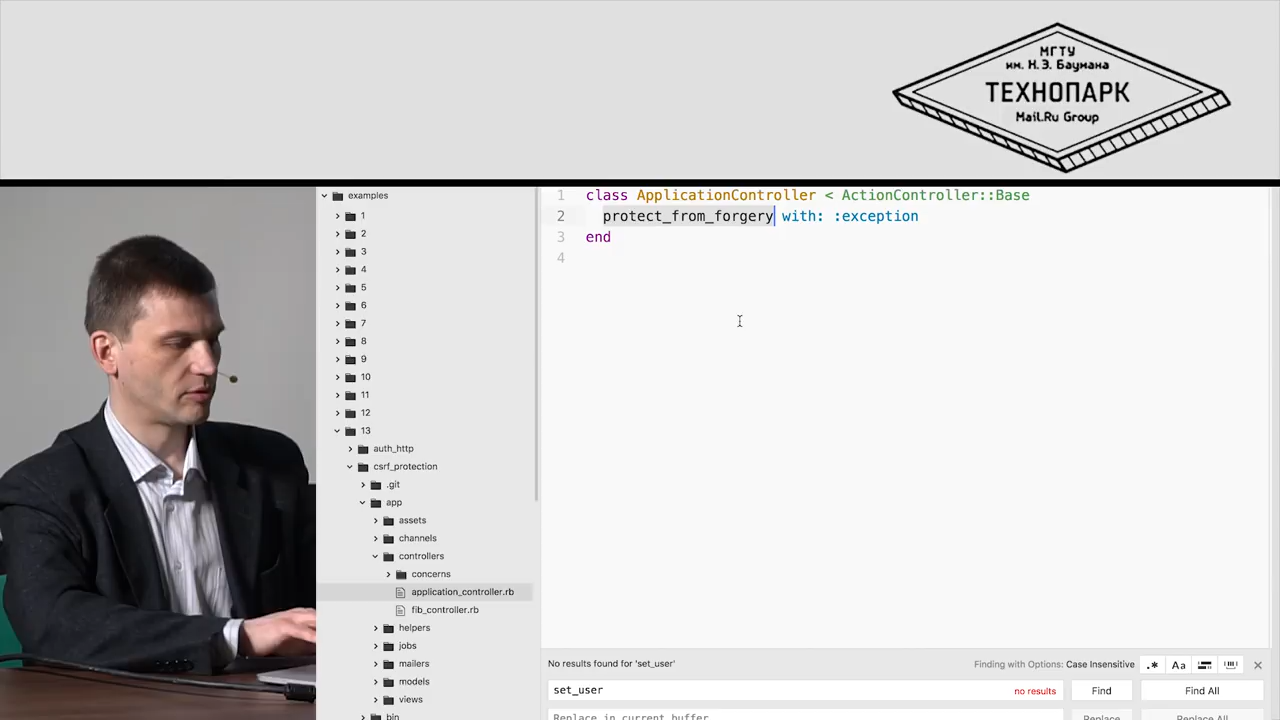 МГТУ
им. Н.Э. Баумана
ТЕХНОПАРК
Mail.Ru Group
examples
1
2
3
4
5
6
7
8
9
10
11
12
13
auth_http
csrf_protection
.git
app
assets
channels
controllers
concerns
application_controller.rb
fib_controller.rb
helpers
jobs
mailers
models
views
bin
1 class ApplicationController < ActionController::Base
2 protect_from_forgery with: :exception
3 end
4
No results found for 'set_user'
Finding with Options: Case Insensitive
.* Aa
set_user
no results
Find
Find All
Replace in current buffer
Replace
Replace All